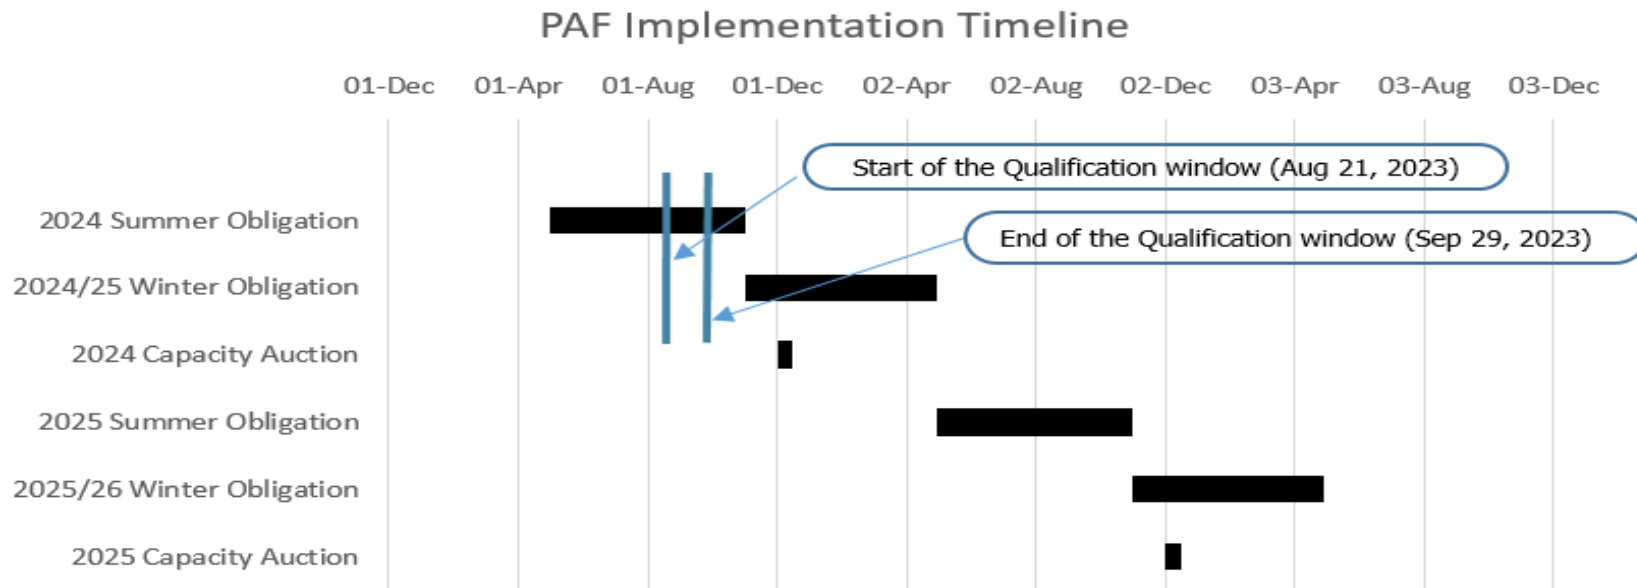 PAF Implementation Timeline
01-Dec 01-Apr 01-Aug 01-Dec 02-Apr 02-Aug 02-Dec 03-Apr 03-Aug 03-Dec
Start of the Qualification window (Aug 21, 2023)
2024 Summer Obligation
End of the Qualification window (Sep 29, 2023)
2024/25 Winter Obligation
2024 Capacity Auction
2025 Summer Obligation
2025/26 Winter Obligation
2025 Capacity Auction